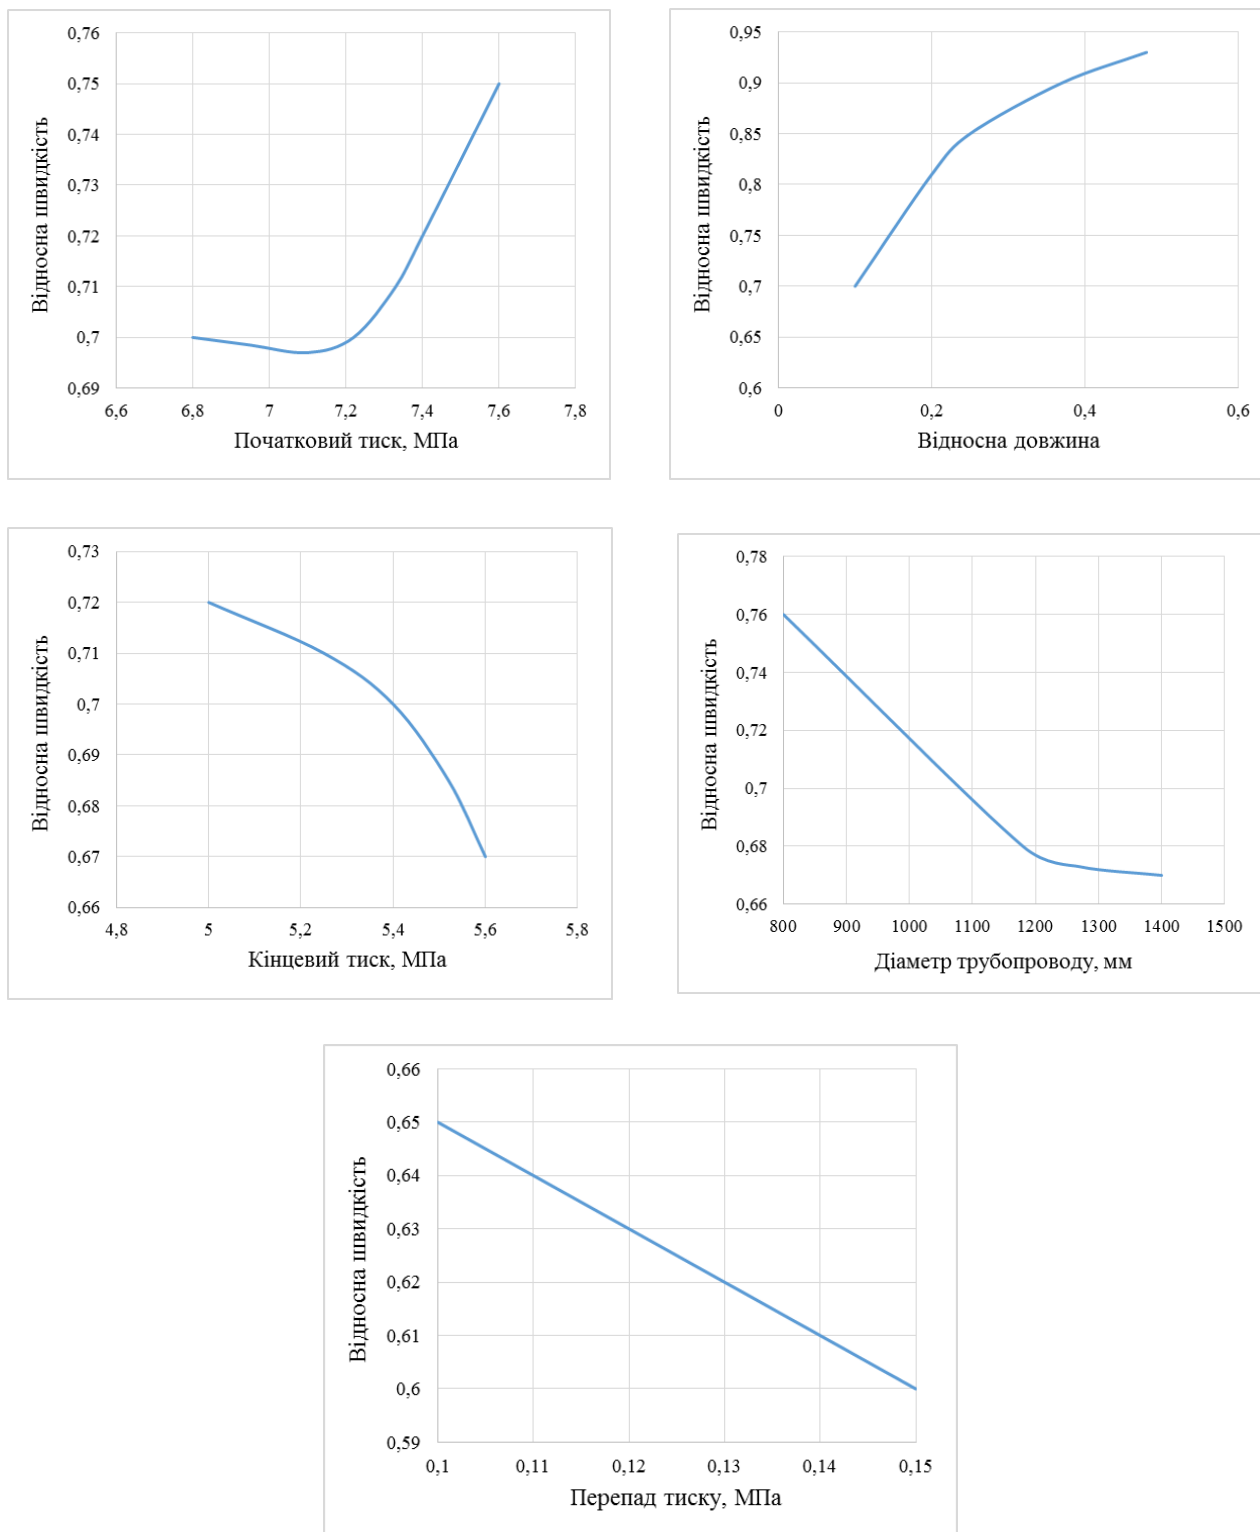 0,76
0,75
0,74
0,73
0,72
0,71
0,7
0,69
6,6 6,8 7 7,2 7,4 7,6 7,8
Відносна швидкість
Початковий тиск, МПа
0,95
0,9
0,85
0,8
0,75
0,7
0,65
0,6
0 0,2 0,4 0,6
Відносна швидкість
Відносна довжина
0,73
0,72
0,71
0,7
0,69
0,68
0,67
0,66
4,8 5 5,2 5,4 5,6 5,8
Відносна швидкість
Кінцевий тиск, МПа
0,78
0,76
0,74
0,72
0,7
0,68
0,66
800 900 1000 1100 1200 1300 1400 1500
Відносна швидкість
Діаметр трубопроводу, мм
0,66
0,65
0,64
0,63
0,62
0,61
0,6
0,59
0,1 0,11 0,12 0,13 0,14 0,15
Відносна швидкість
Перепад тиску, МПа